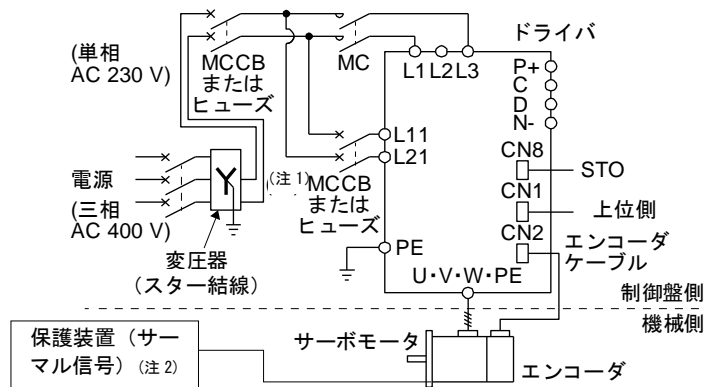 ドライバ
(単相
AC 230 V)
MCCB
または
ヒューズ
MC
L1 L2 L3
P+
C
D
N-
L11
L21
CN8
STO
電源
(注 1)
MCCB
または
ヒューズ
CN1
上位側
(三相
AC 400 V)
CN2
エンコーダ
ケーブル
変圧器
(スター結線)
PE
U・V・W・PE
制御盤側
機械側
保護装置（サー
マル信号）(注 2)
サーボモータ
エンコーダ